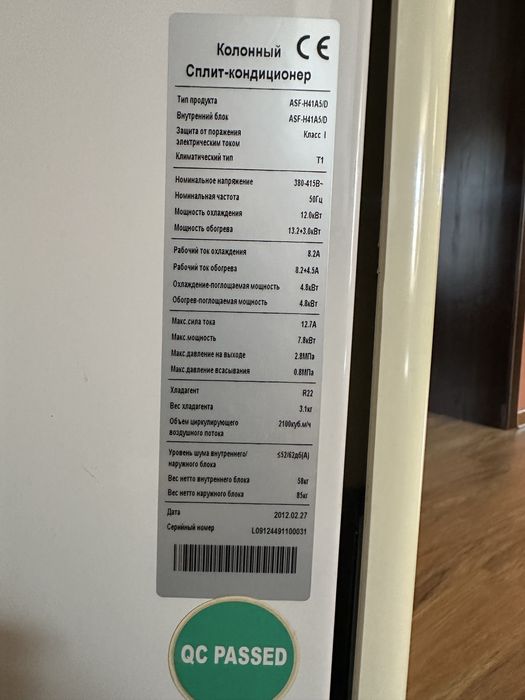 Колонный CE
Сплит-кондиционер
Тип продукта ASF-H41A5/D
Внутренний блок ASF-H41A5/D
Защита от поражения Класс I
электрическим током
Климатический тип T1
Номинальное напряжение 380-415В~
Номинальная частота 50Гц
Мощность охлаждения 12.0кВт
Мощность обогрева 13.2+3.0кВт
Рабочий ток охлаждения 8.2А
Рабочий ток обогрева 8.2+4.5А
Охлаждение-поглощаемая мощность 4.8кВт
Обогрев-поглощаемая мощность 4.8кВт
Макс.сила тока 12.7А
Макс.мощность 7.8кВт
Макс.давление на выходе 2.8МПа
Макс.давление всасывания 0.8МПа
Хладагент R22
Вес хладагента 3.1кг
Объем циркулирующего 2100куб.м/ч
воздушного потока
Уровень шума внутреннего/ ≤52/62дб(А)
наружного блока
Вес нетто внутреннего блока 58кг
Вес нетто наружного блока 85кг
Дата 2012.02.27
Серийный номер L09124491100031
QC PASSED